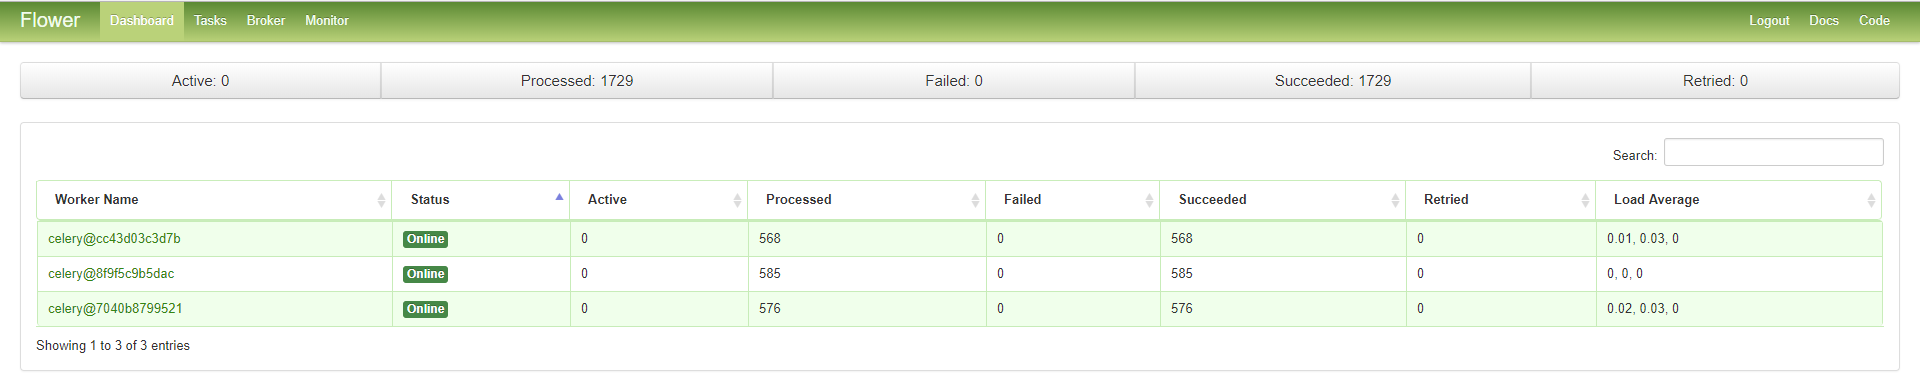 Flower Dashboard Tasks Broker Monitor Logout Docs Code
Active: 0 Processed: 1729 Failed: 0 Succeeded: 1729 Retried: 0
Search:
Worker Name Status Active Processed Failed Succeeded Retried Load Average
celery@cc43d03c3d7b Online 0 568 0 568 0 0.01, 0.03, 0
celery@8f9f5c9b5dac Online 0 585 0 585 0 0, 0, 0
celery@7040b8799521 Online 0 576 0 576 0 0.02, 0.03, 0
Showing 1 to 3 of 3 entries